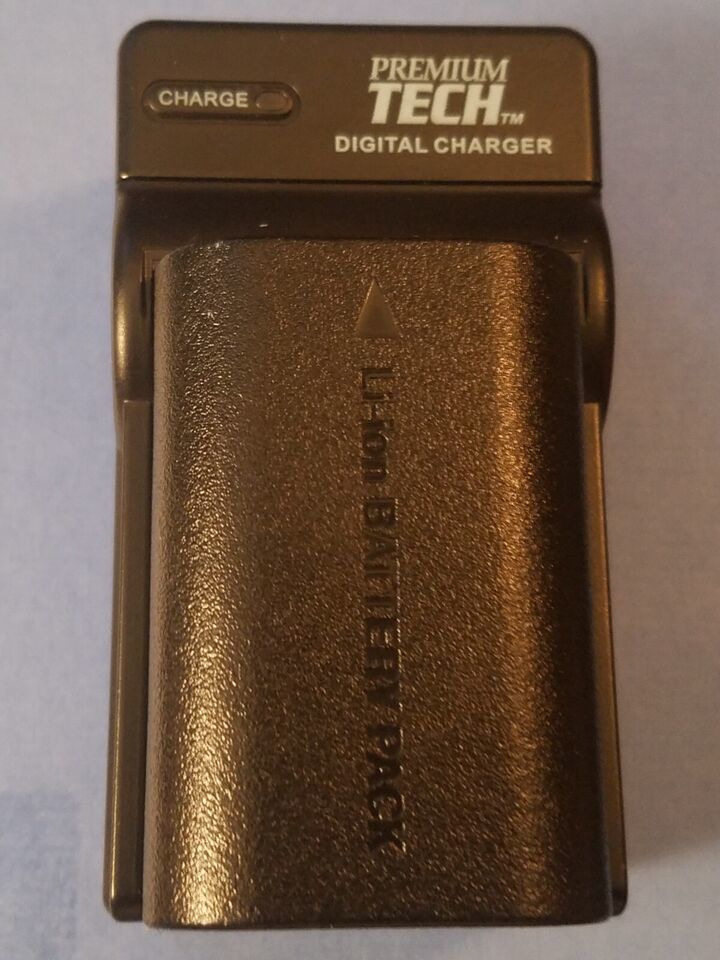 CHARGE
PREMIUM
TECH™
DIGITAL CHARGER
Li-ion BATTERY PACK